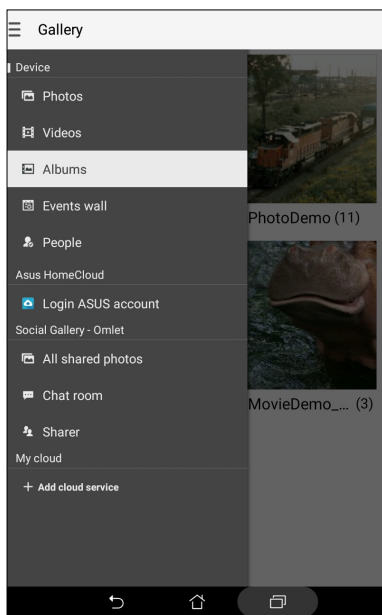 Gallery
Device
Photos
Videos
Albums
Events wall
People
Asus HomeCloud
Login ASUS account
Social Gallery - Omlet
All shared photos
Chat room
Sharer
My cloud
+ Add cloud service
PhotoDemo (11)
MovieDemo_... (3)